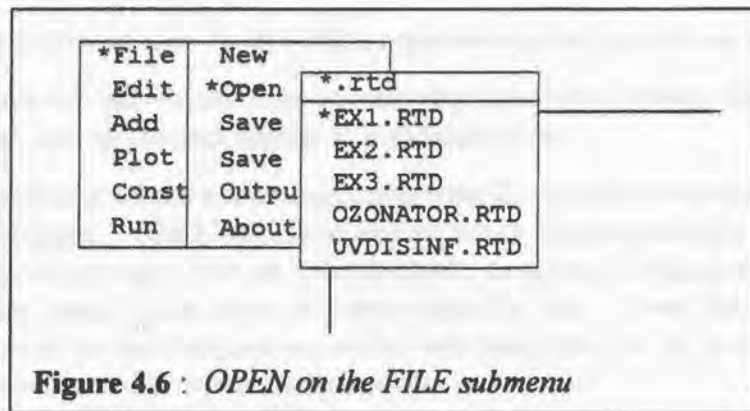 *File New
Edit *Open
Add Save
Plot Save
Const Outpu
Run About
*.rtd
*EX1.RTD
EX2.RTD
EX3.RTD
OZONATOR.RTD
UVDISINF.RTD
Figure 4.6 : OPEN on the FILE submenu